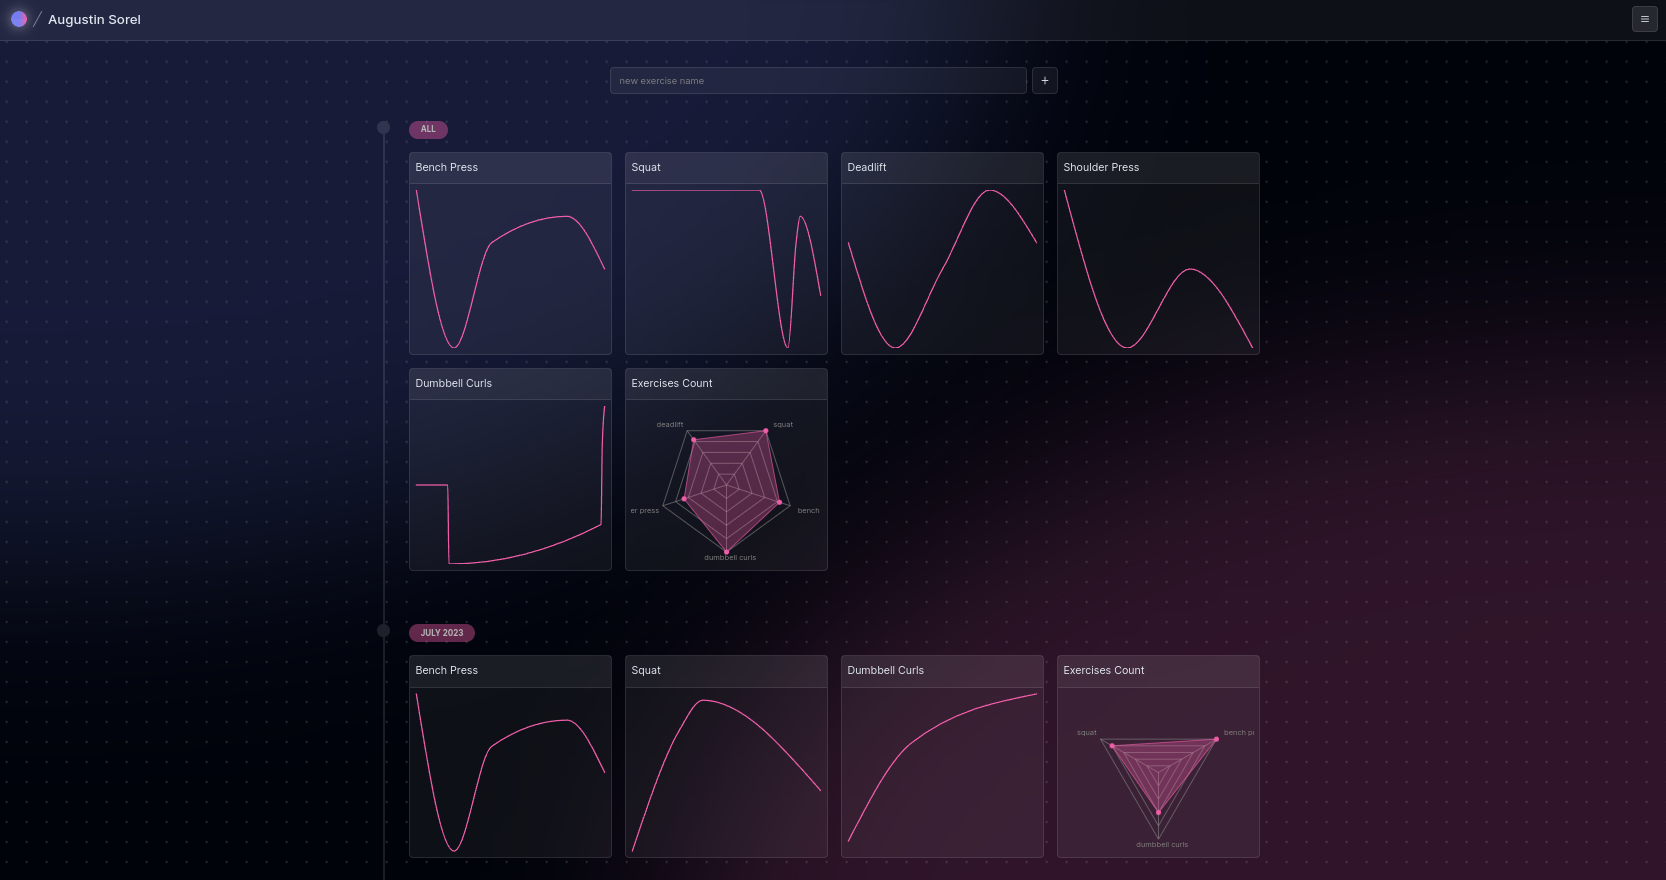 Augustin Sorel
new exercise name
+
ALL
Bench Press
Squat
Deadlift
Shoulder Press
Dumbbell Curls
Exercises Count
deadlift
squat
er press
bench
dumbbell curls
JULY 2023
Bench Press
Squat
Dumbbell Curls
Exercises Count
squat
bench p
dumbbell curls